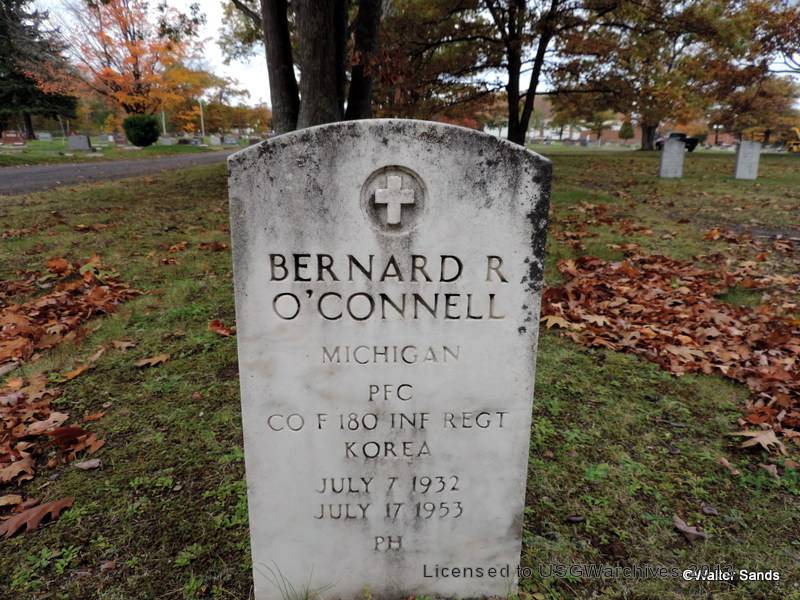 BERNARD R
O'CONNELL
MICHIGAN
PFC
CO F 180 INF REGT
KOREA
JULY 7 1932
JULY 17 1953
PH
Licensed to USGWarchives 2013
©Walter Sands